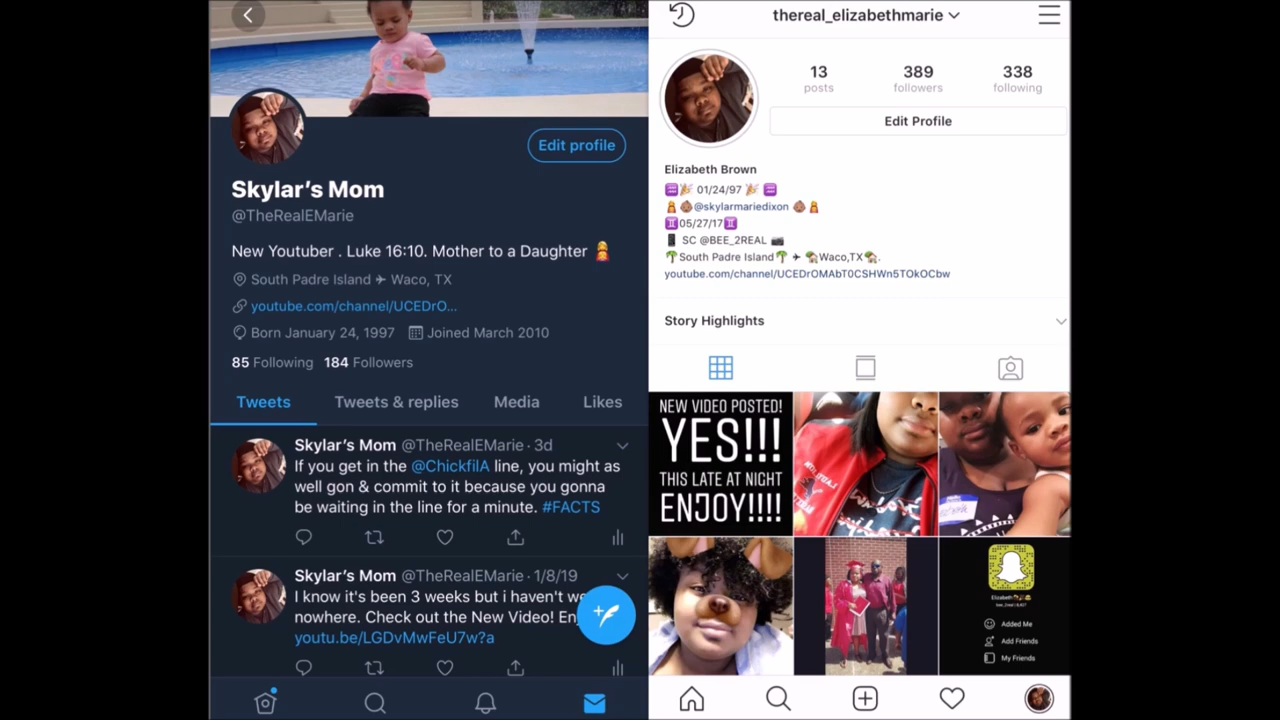 Skylar’s Mom
@TheRealEMarie
Edit profile
New Youtuber . Luke 16:10. Mother to a Daughter
South Padre Island ✈ Waco, TX
youtube.com/channel/UCEDrO...
Born January 24, 1997 Joined March 2010
85 Following 184 Followers
Tweets Tweets & replies Media Likes
Skylar’s Mom @TheRealEMarie · 3d
If you get in the @ChickfilA line, you might as
well gon & commit to it because you gonna
be waiting in the line for a minute. #FACTS
Skylar’s Mom @TheRealEMarie · 1/8/19
I know it's been 3 weeks but i haven't we
nowhere. Check out the New Video! En
youtu.be/LGDvMwFeU7w?a
thereal_elizabethmarie
13 389 338
posts followers following
Edit Profile
Elizabeth Brown
01/24/97
@skylarmariedixon
05/27/17
SC @BEE_2REAL
South Padre Island ✈ Waco,TX.
youtube.com/channel/UCEDrOMAbT0CSHWn5TOkOCbw
Story Highlights
NEW VIDEO POSTED!
YES!!!
THIS LATE AT NIGHT
ENJOY!!!!
Elizabeth
Added Me
Add Friends
My Friends